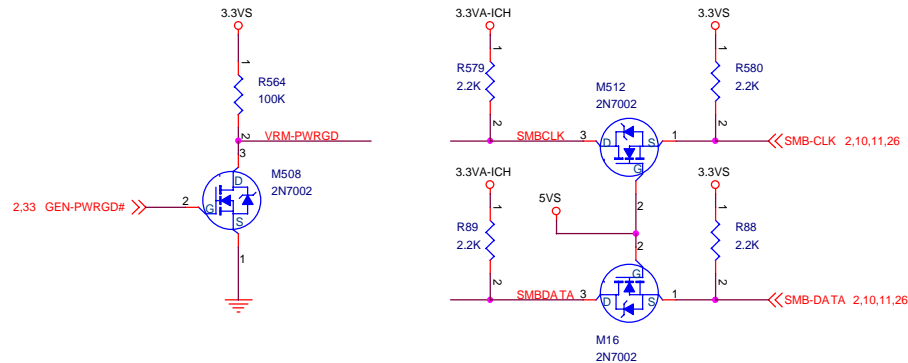 3.3VS
1
R564
100K
2
VRM-PWRGD
3
M508
2N7002
D
G
S
2
2,33 GEN-PWRGD#
1
3.3VA-ICH
3.3VS
1
1
R579
2.2K
M512
2N7002
R580
2.2K
2
2
SMBCLK
3
D
S
G
1
SMB-CLK 2,10,11,26
2
3.3VA-ICH
5VS
3.3VS
1
1
R89
2.2K
2
R88
2.2K
2
2
SMBDATA
3
G
D
S
1
SMB-DATA 2,10,11,26
M16
2N7002